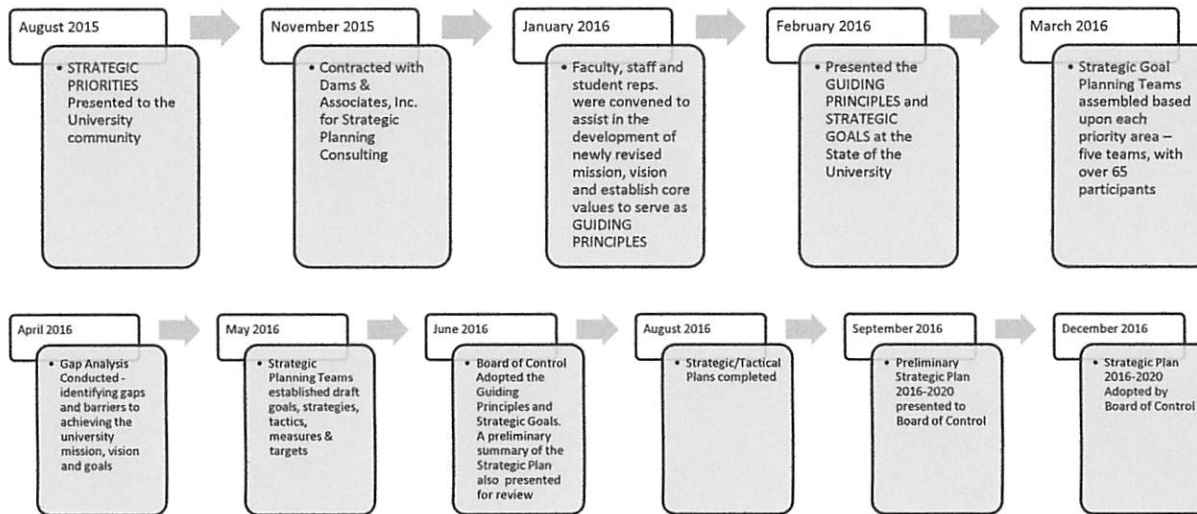 August 2015
• STRATEGIC
PRIORITIES
Presented to the
University
community
November 2015
• Contracted with
Dams &
Associates, Inc.
for Strategic
Planning
Consulting
January 2016
• Faculty, staff and
student reps.
were convened to
assist in the
development of
newly revised
mission, vision
and establish core
values to serve as
GUIDING
PRINCIPLES
February 2016
• Presented the
GUIDING
PRINCIPLES and
STRATEGIC
GOALS at the
State of the
University
March 2016
• Strategic Goal
Planning Teams
assembled based
upon each
priority area –
five teams, with
over 65
participants
April 2016
• Gap Analysis
Conducted -
identifying gaps
and barriers to
achieving the
university
mission, vision
and goals
May 2016
• Strategic
Planning Teams
established draft
goals, strategies,
tactics,
measures &
targets
June 2016
• Board of Control
Adopted the
Guiding
Principles and
Strategic Goals.
A preliminary
summary of the
Strategic Plan
also presented
for review
August 2016
• Strategic/Tactical
Plans completed
September 2016
• Preliminary
Strategic Plan
2016-2020
presented to
Board of Control
December 2016
• Strategic Plan
2016-2020
Adopted by
Board of Control